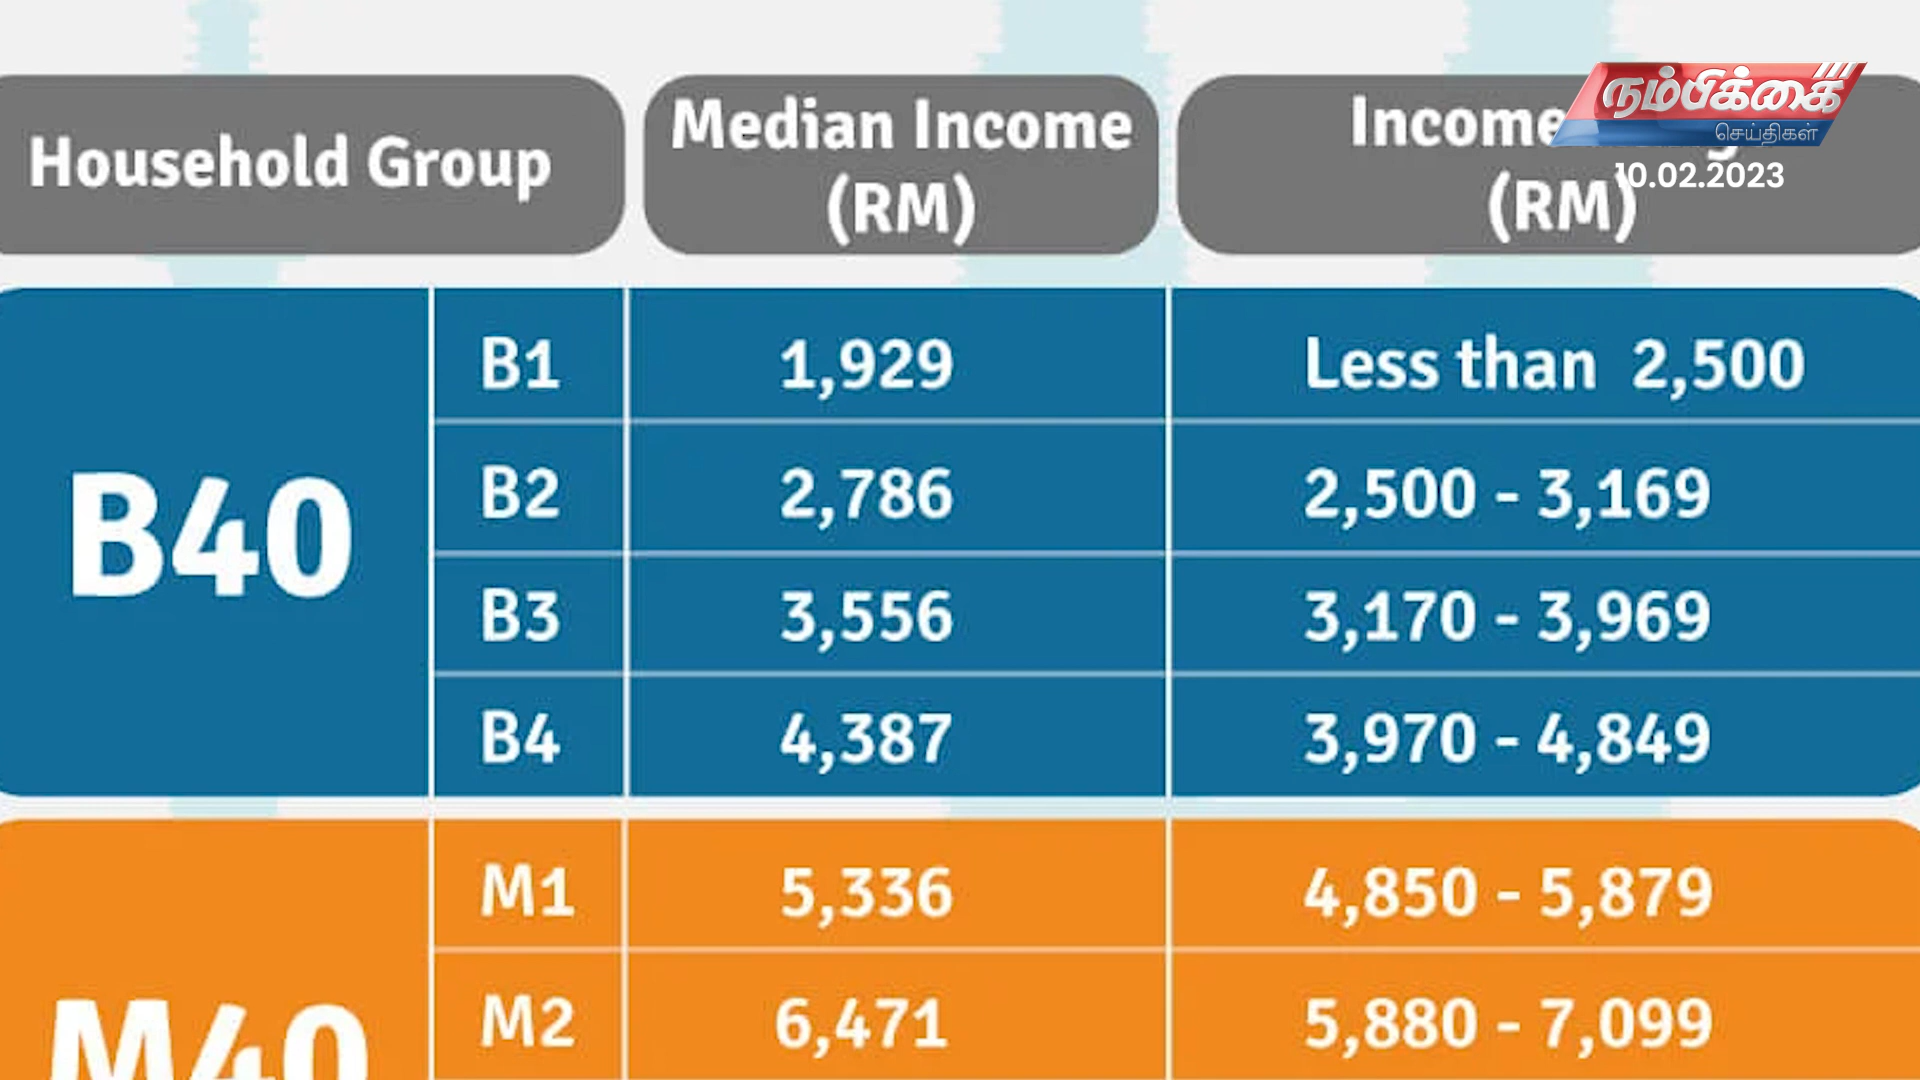 நம்பிக்கை
செய்திகள்
10.02.2023
Household Group
Median Income
(RM)
Income
(RM)
B40
B1 1,929 Less than 2,500
B2 2,786 2,500 - 3,169
B3 3,556 3,170 - 3,969
B4 4,387 3,970 - 4,849
M40
M1 5,336 4,850 - 5,879
M2 6,471 5,880 - 7,099